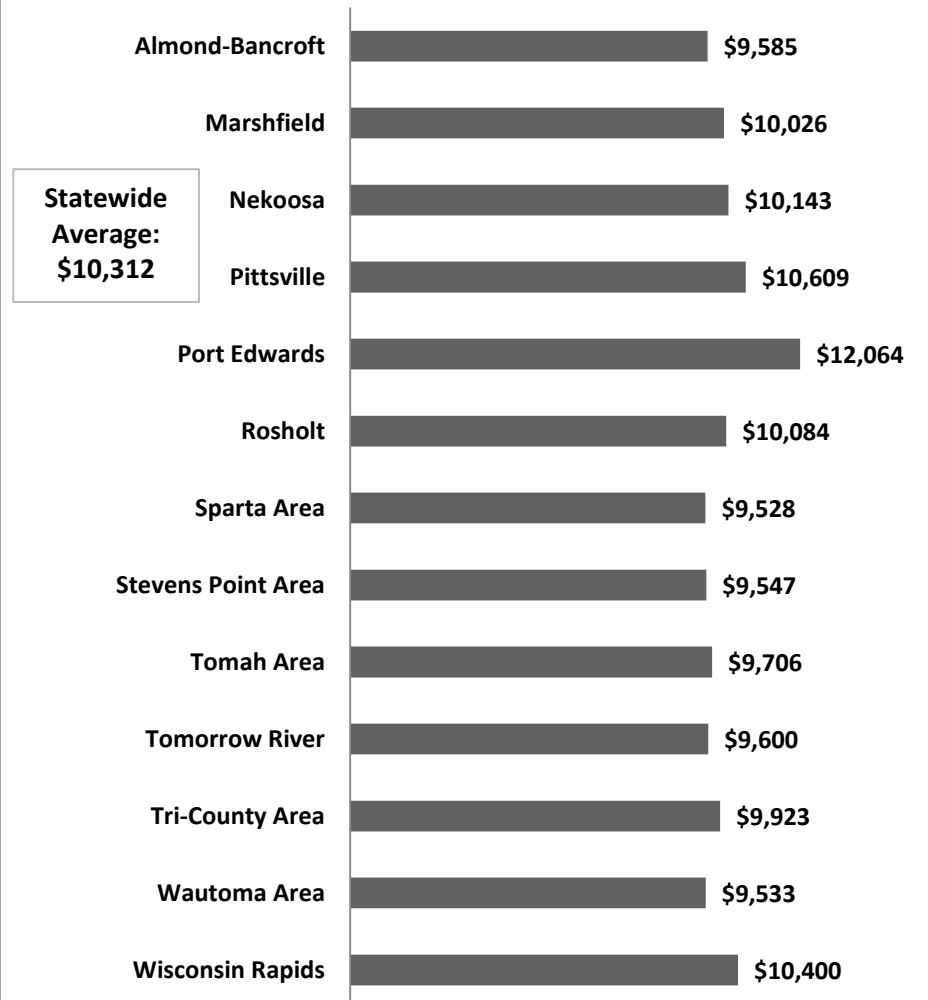 Almond-Bancroft $9,585
Marshfield $10,026
Statewide
Average:
$10,312
Nekoosa $10,143
Pittsville $10,609
Port Edwards $12,064
Rosholt $10,084
Sparta Area $9,528
Stevens Point Area $9,547
Tomah Area $9,706
Tomorrow River $9,600
Tri-County Area $9,923
Wautoma Area $9,533
Wisconsin Rapids $10,400